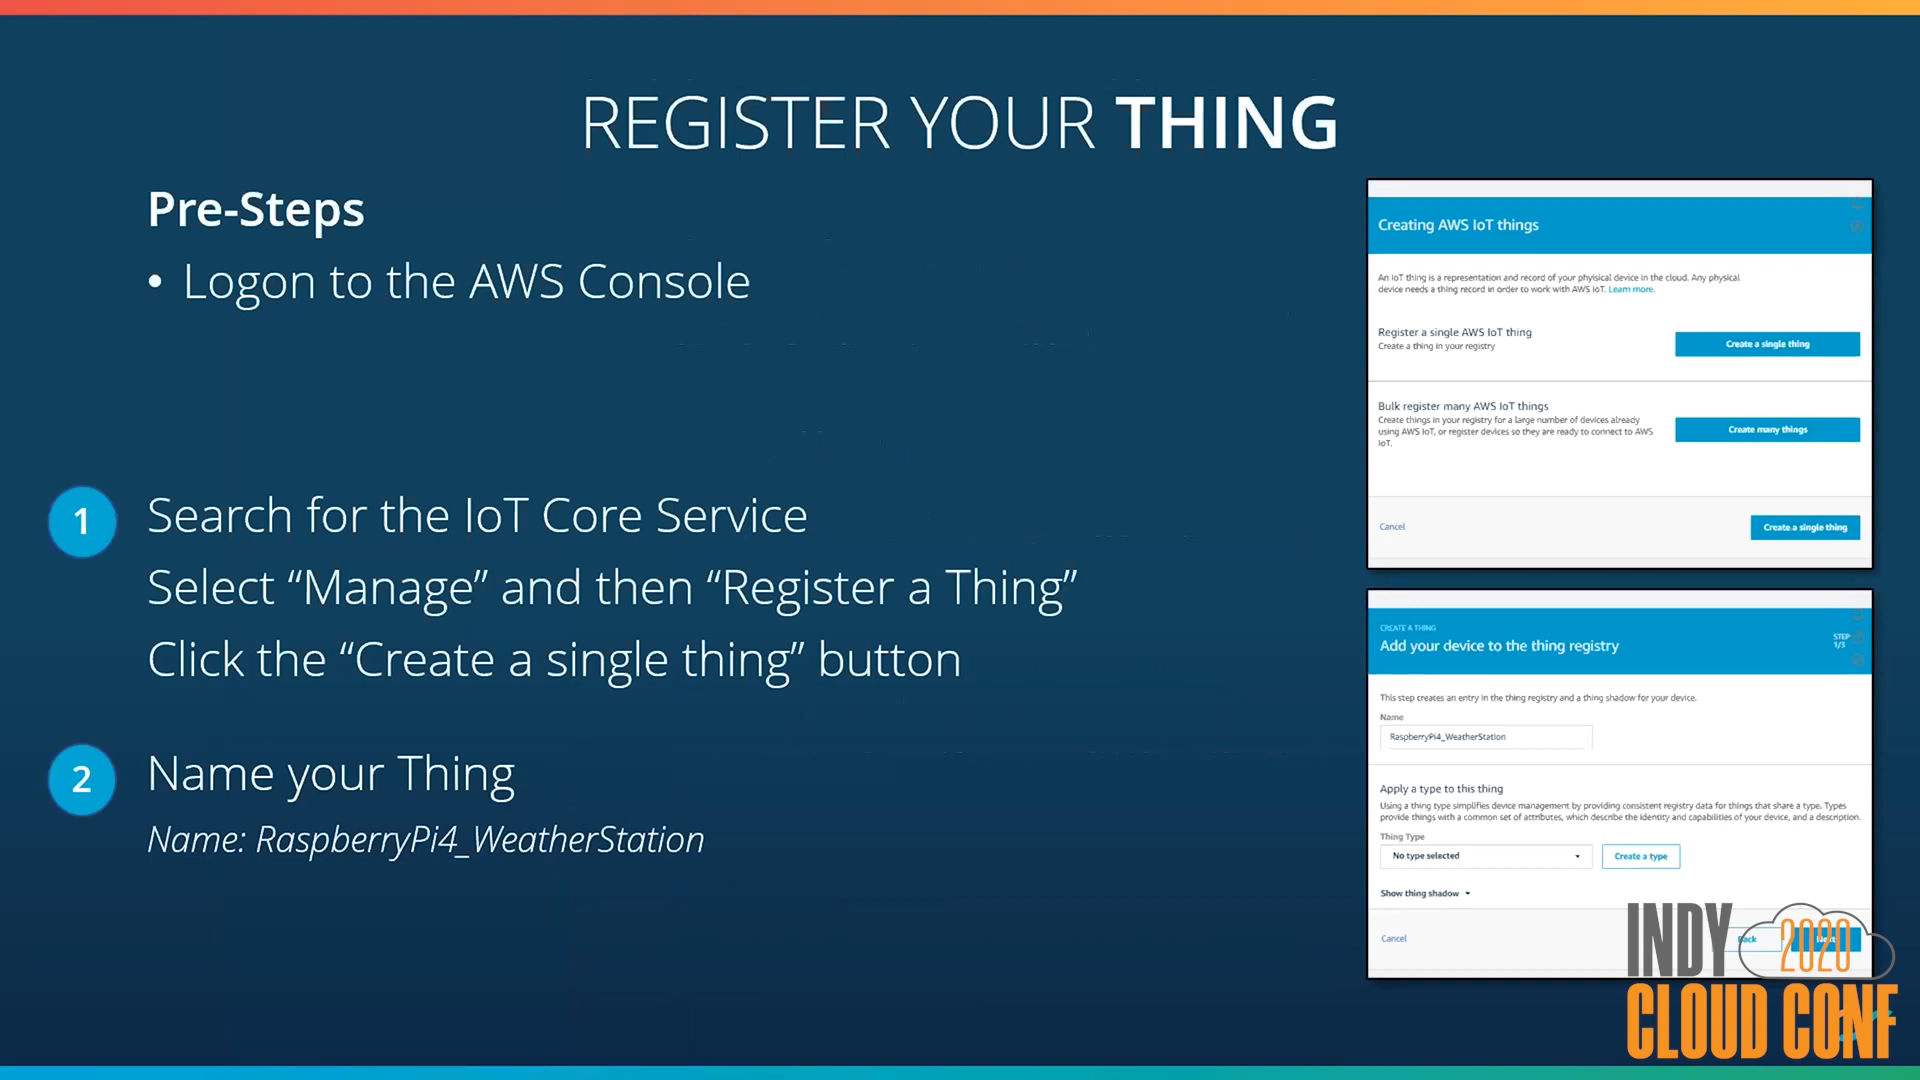 REGISTER YOUR THING
Pre-Steps
• Logon to the AWS Console
1
Search for the IoT Core Service
Select “Manage” and then “Register a Thing”
Click the “Create a single thing” button
2
Name your Thing
Name: RaspberryPi4_WeatherStation
Creating AWS IoT things
An IoT thing is a representation and record of your phyisical device in the cloud. Any physical
device needs a thing record in order to work with AWS IoT. Learn more.
Register a single AWS IoT thing
Create a thing in your registry
Create a single thing
Bulk register many AWS IoT things
Create things in your registry for a large number of devices already
using AWS IoT, or register devices so they are ready to connect to AWS
IoT.
Create many things
Cancel
Create a single thing
CREATE A THING
Add your device to the thing registry
STEP
1/3
This step creates an entry in the thing registry and a thing shadow for your device.
Name
RaspberryPi4_WeatherStation
Apply a type to this thing
Using a thing type simplifies device management by providing consistent registry data for things that share a type. Types
provide things with a common set of attributes, which describe the identity and capabilities of your device, and a description.
Thing Type
No type selected
Create a type
Show thing shadow
Cancel
INDY 2020
CLOUD CONF